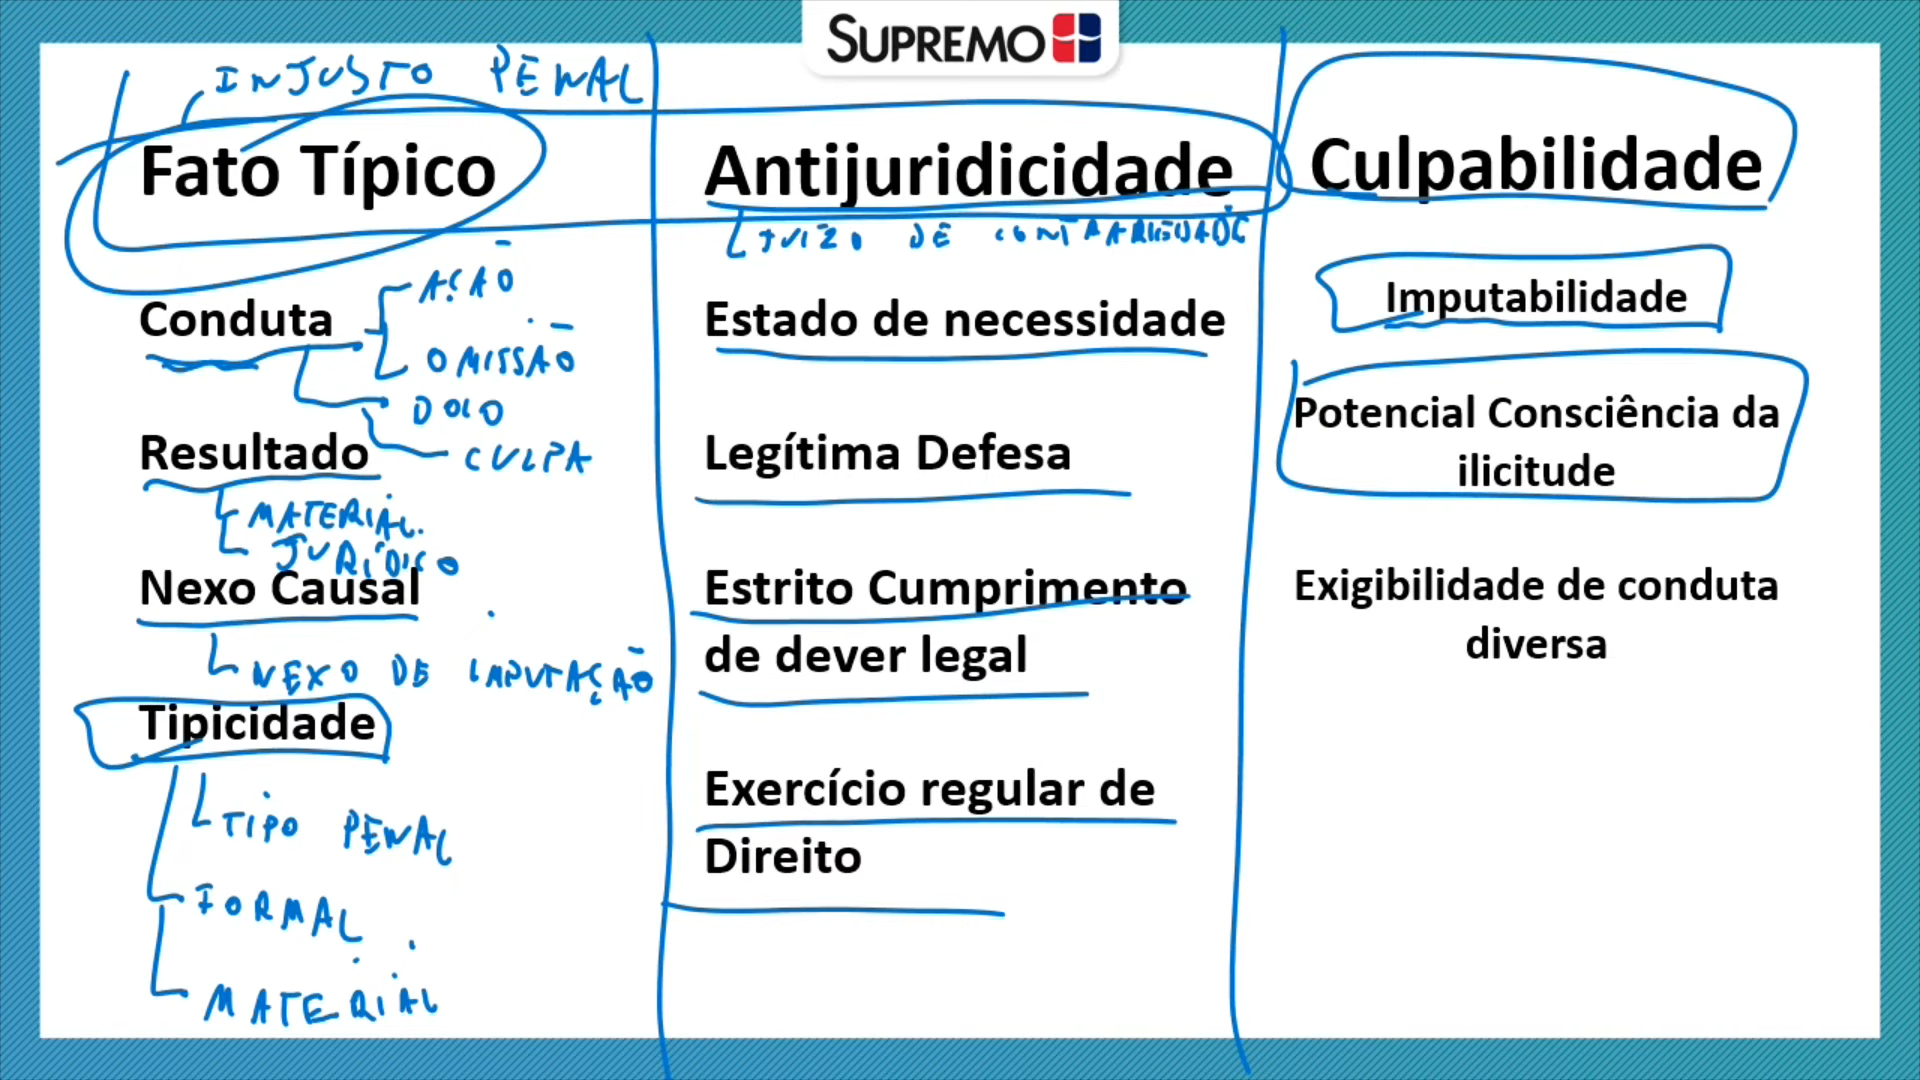 SUPREMO
INJUSTO PENAL
Fato Típico
Conduta
AÇÃO
OMISSÃO
DOLO
CULPA
Resultado
MATERIAL
JURÍDICO
Nexo Causal
NEXO DE IMPUTAÇÃO
Tipicidade
TIPO PENAL
FORMAL
MATERIAL
Antijuridicidade
JUIZO DE CONTRARIEDADE
Estado de necessidade
Legítima Defesa
Estrito Cumprimento
de dever legal
Exercício regular de
Direito
Culpabilidade
Imputabilidade
Potencial Consciência da
ilicitude
Exigibilidade de conduta
diversa